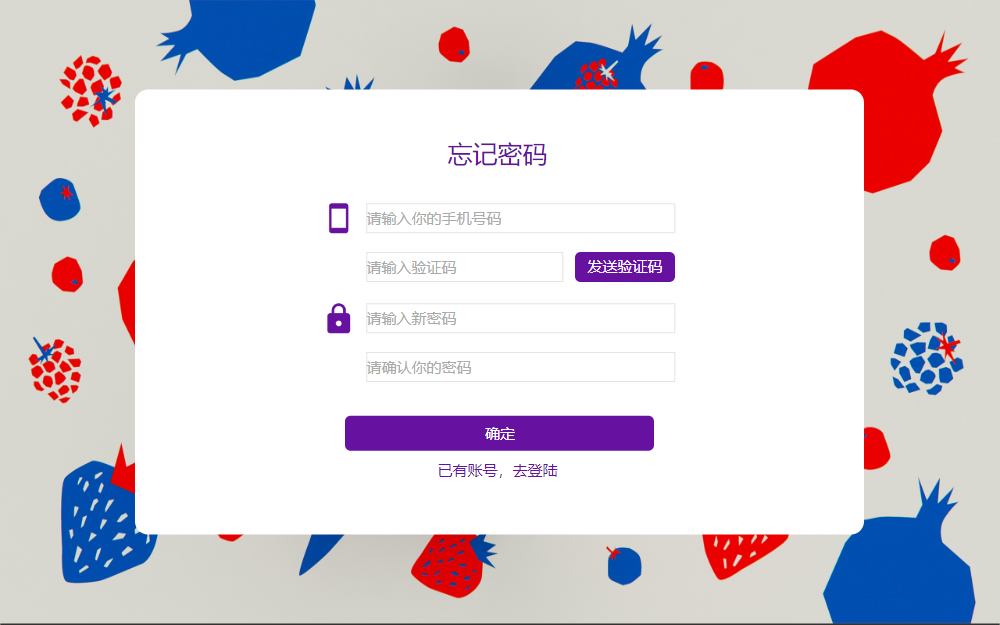 忘记密码
请输入你的手机号码
请输入验证码
发送验证码
请输入新密码
请确认你的密码
确定
已有账号，去登陆